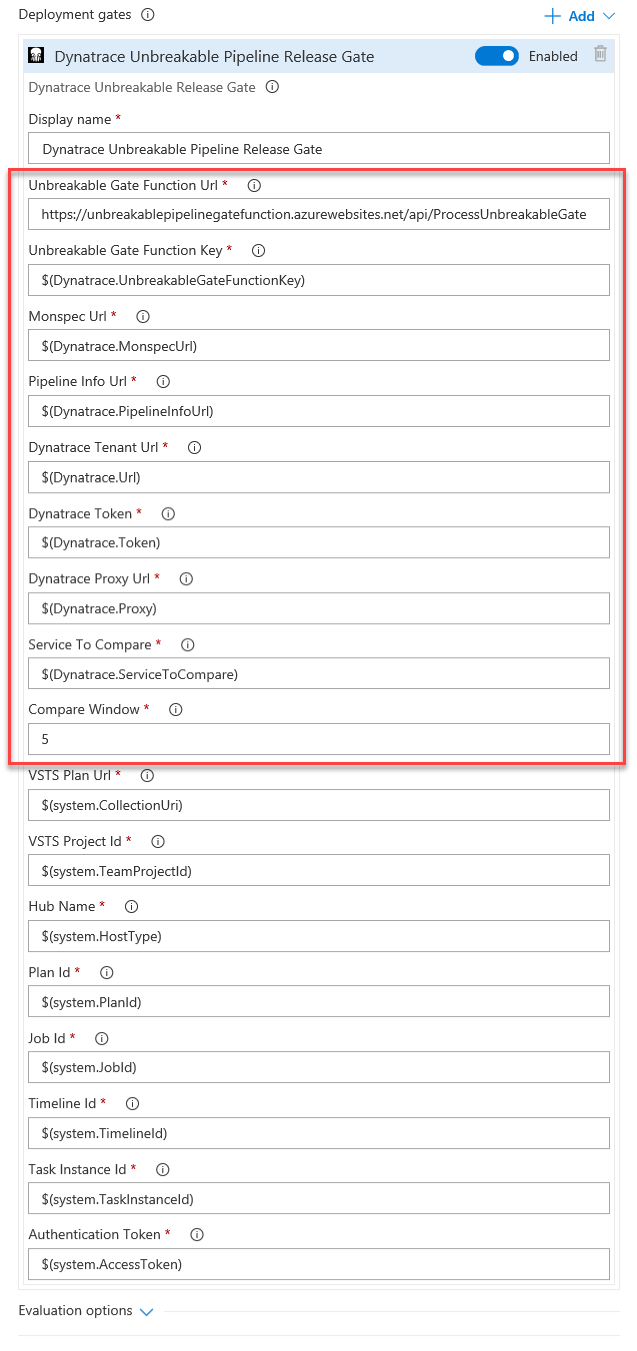 Deployment gates
Add
Dynatrace Unbreakable Pipeline Release Gate
Enabled
Dynatrace Unbreakable Release Gate
Display name *
Dynatrace Unbreakable Pipeline Release Gate
Unbreakable Gate Function Url *
https://unbreakablepipelinegatefunction.azurewebsites.net/api/ProcessUnbreakableGate
Unbreakable Gate Function Key *
$(Dynatrace.UnbreakableGateFunctionKey)
Monspec Url *
$(Dynatrace.MonspecUrl)
Pipeline Info Url *
$(Dynatrace.PipelineInfoUrl)
Dynatrace Tenant Url *
$(Dynatrace.Url)
Dynatrace Token *
$(Dynatrace.Token)
Dynatrace Proxy Url *
$(Dynatrace.Proxy)
Service To Compare *
$(Dynatrace.ServiceToCompare)
Compare Window *
5
VSTS Plan Url *
$(system.CollectionUri)
VSTS Project Id *
$(system.TeamProjectId)
Hub Name *
$(system.HostType)
Plan Id *
$(system.PlanId)
Job Id *
$(system.JobId)
Timeline Id *
$(system.TimelineId)
Task Instance Id *
$(system.TaskInstanceId)
Authentication Token *
$(system.AccessToken)
Evaluation options